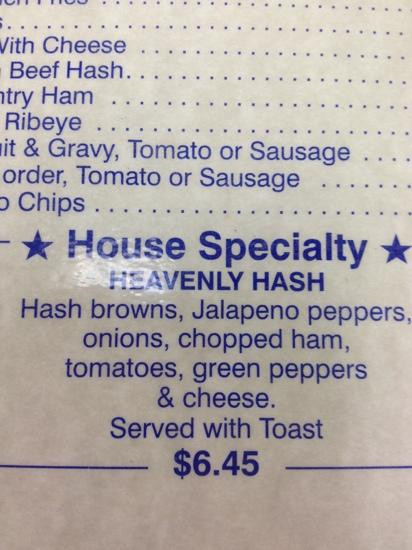 With Cheese
Beef Hash
Ham
Ribeye
& Gravy, Tomato or Sausage
order, Tomato or Sausage
Chips
★ House Specialty ★
HEAVENLY HASH
Hash browns, Jalapeno peppers,
onions, chopped ham,
tomatoes, green peppers
& cheese.
Served with Toast
$6.45